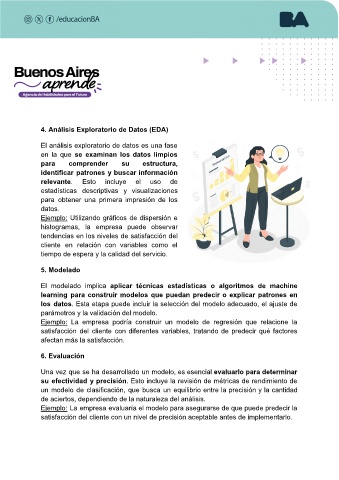 /educacionBA
BA
Buenos Aires
aprende
Agencia de Habilidades para el Futuro
4. Análisis Exploratorio de Datos (EDA)
El análisis exploratorio de datos es una fase
en la que se examinan los datos limpios
para comprender su estructura,
identificar patrones y buscar información
relevante. Esto incluye el uso de
estadísticas descriptivas y visualizaciones
para obtener una primera impresión de los
datos.
Ejemplo: Utilizando gráficos de dispersión e
histogramas, la empresa puede observar
tendencias en los niveles de satisfacción del
cliente en relación con variables como el
tiempo de espera y la calidad del servicio.
5. Modelado
El modelado implica aplicar técnicas estadísticas o algoritmos de machine
learning para construir modelos que puedan predecir o explicar patrones en
los datos. Esta etapa puede incluir la selección del modelo adecuado, el ajuste de
parámetros y la validación del modelo.
Ejemplo: La empresa podría construir un modelo de regresión que relacione la
satisfacción del cliente con diferentes variables, tratando de predecir qué factores
afectan más la satisfacción.
6. Evaluación
Una vez que se ha desarrollado un modelo, es esencial evaluarlo para determinar
su efectividad y precisión. Esto incluye la revisión de métricas de rendimiento de
un modelo de clasificación, que busca un equilibrio entre la precisión y la cantidad
de aciertos, dependiendo de la naturaleza del análisis.
Ejemplo: La empresa evaluaría el modelo para asegurarse de que puede predecir la
satisfacción del cliente con un nivel de precisión aceptable antes de implementarlo.